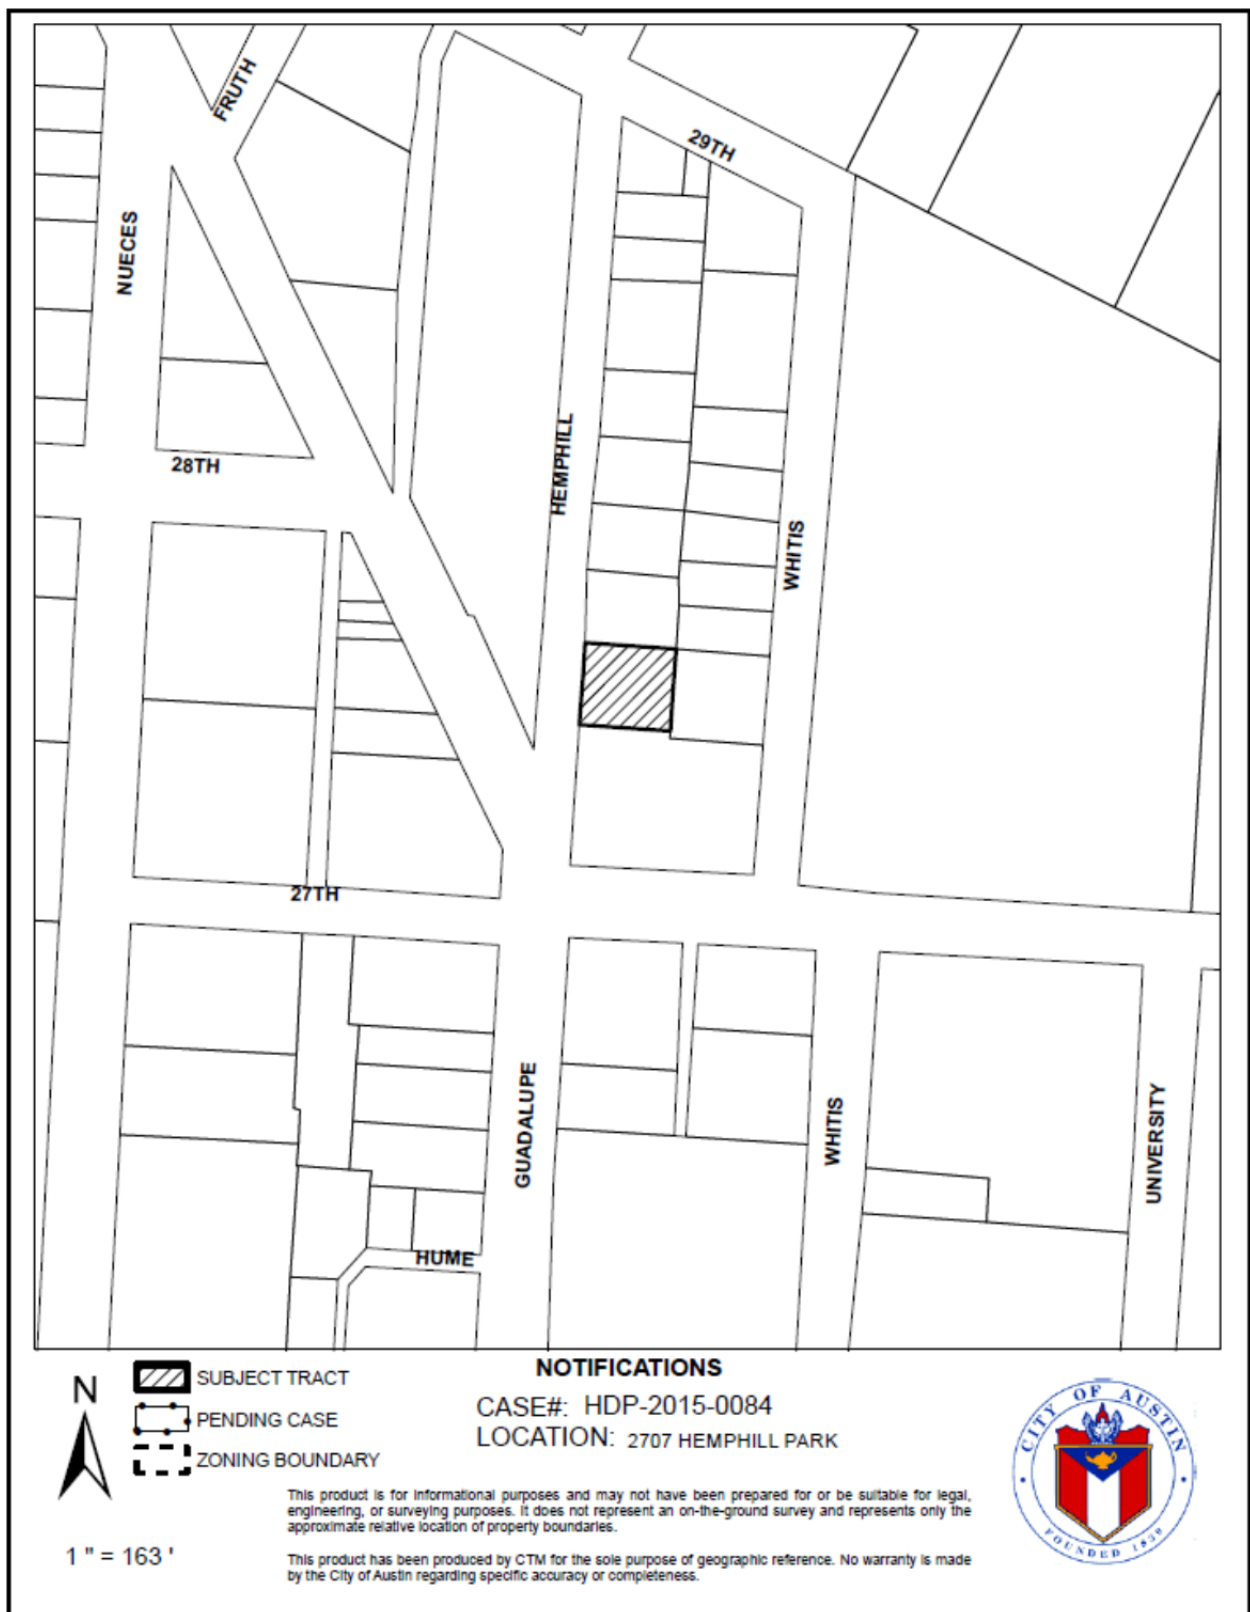 FRUTH
29TH
NUECES
HEMPHILL
28TH
WHITIS
27TH
GUADALUPE
WHITIS
UNIVERSITY
HUME
N
1 " = 163 '
SUBJECT TRACT
PENDING CASE
ZONING BOUNDARY
NOTIFICATIONS
CASE#: HDP-2015-0084
LOCATION: 2707 HEMPHILL PARK
This product is for informational purposes and may not have been prepared for or be suitable for legal,
engineering, or surveying purposes. It does not represent an on-the-ground survey and represents only the
approximate relative location of property boundaries.
This product has been produced by CTM for the sole purpose of geographic reference. No warranty is made
by the City of Austin regarding specific accuracy or completeness.
CITY OF AUSTIN
FOUNDED 1839